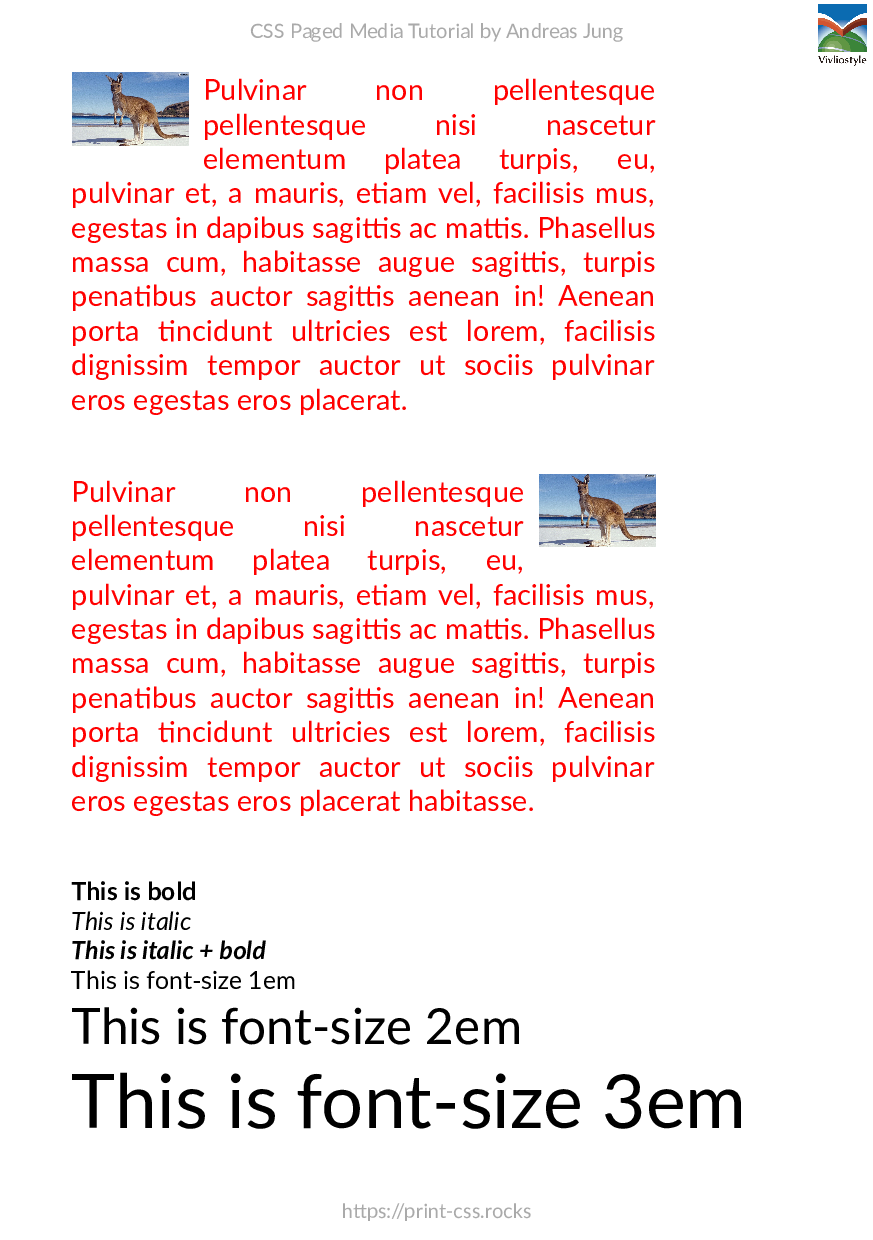 CSS Paged Media Tutorial by Andreas Jung
Vivliostyle
Pulvinar non pellentesque
pellentesque nisi nascetur
elementum platea turpis, eu,
pulvinar et, a mauris, etiam vel, facilisis mus,
egestas in dapibus sagittis ac mattis. Phasellus
massa cum, habitasse augue sagittis, turpis
penatibus auctor sagittis aenean in! Aenean
porta tincidunt ultricies est lorem, facilisis
dignissim tempor auctor ut sociis pulvinar
eros egestas eros placerat.
Pulvinar non pellentesque
pellentesque nisi nascetur
elementum platea turpis, eu,
pulvinar et, a mauris, etiam vel, facilisis mus,
egestas in dapibus sagittis ac mattis. Phasellus
massa cum, habitasse augue sagittis, turpis
penatibus auctor sagittis aenean in! Aenean
porta tincidunt ultricies est lorem, facilisis
dignissim tempor auctor ut sociis pulvinar
eros egestas eros placerat habitasse.
This is bold
This is italic
This is italic + bold
This is font-size 1em
This is font-size 2em
This is font-size 3em
https://print-css.rocks